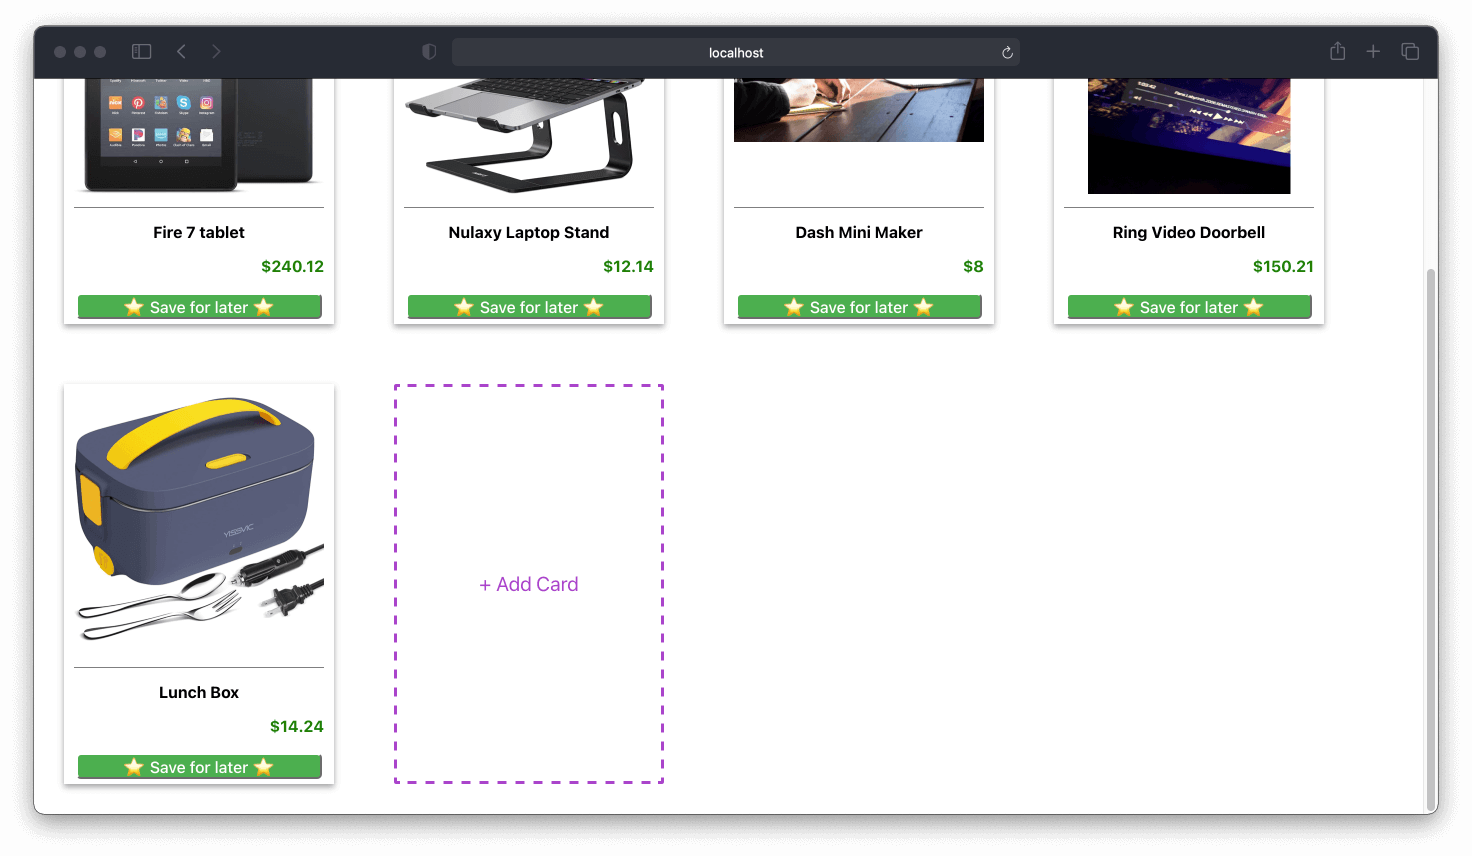 localhost
Fire 7 tablet
Nulaxy Laptop Stand
Dash Mini Maker
Ring Video Doorbell
$240.12
$12.14
$8
$150.21
⭐ Save for later ⭐
⭐ Save for later ⭐
⭐ Save for later ⭐
⭐ Save for later ⭐
YISSVIC
+ Add Card
Lunch Box
$14.24
⭐ Save for later ⭐